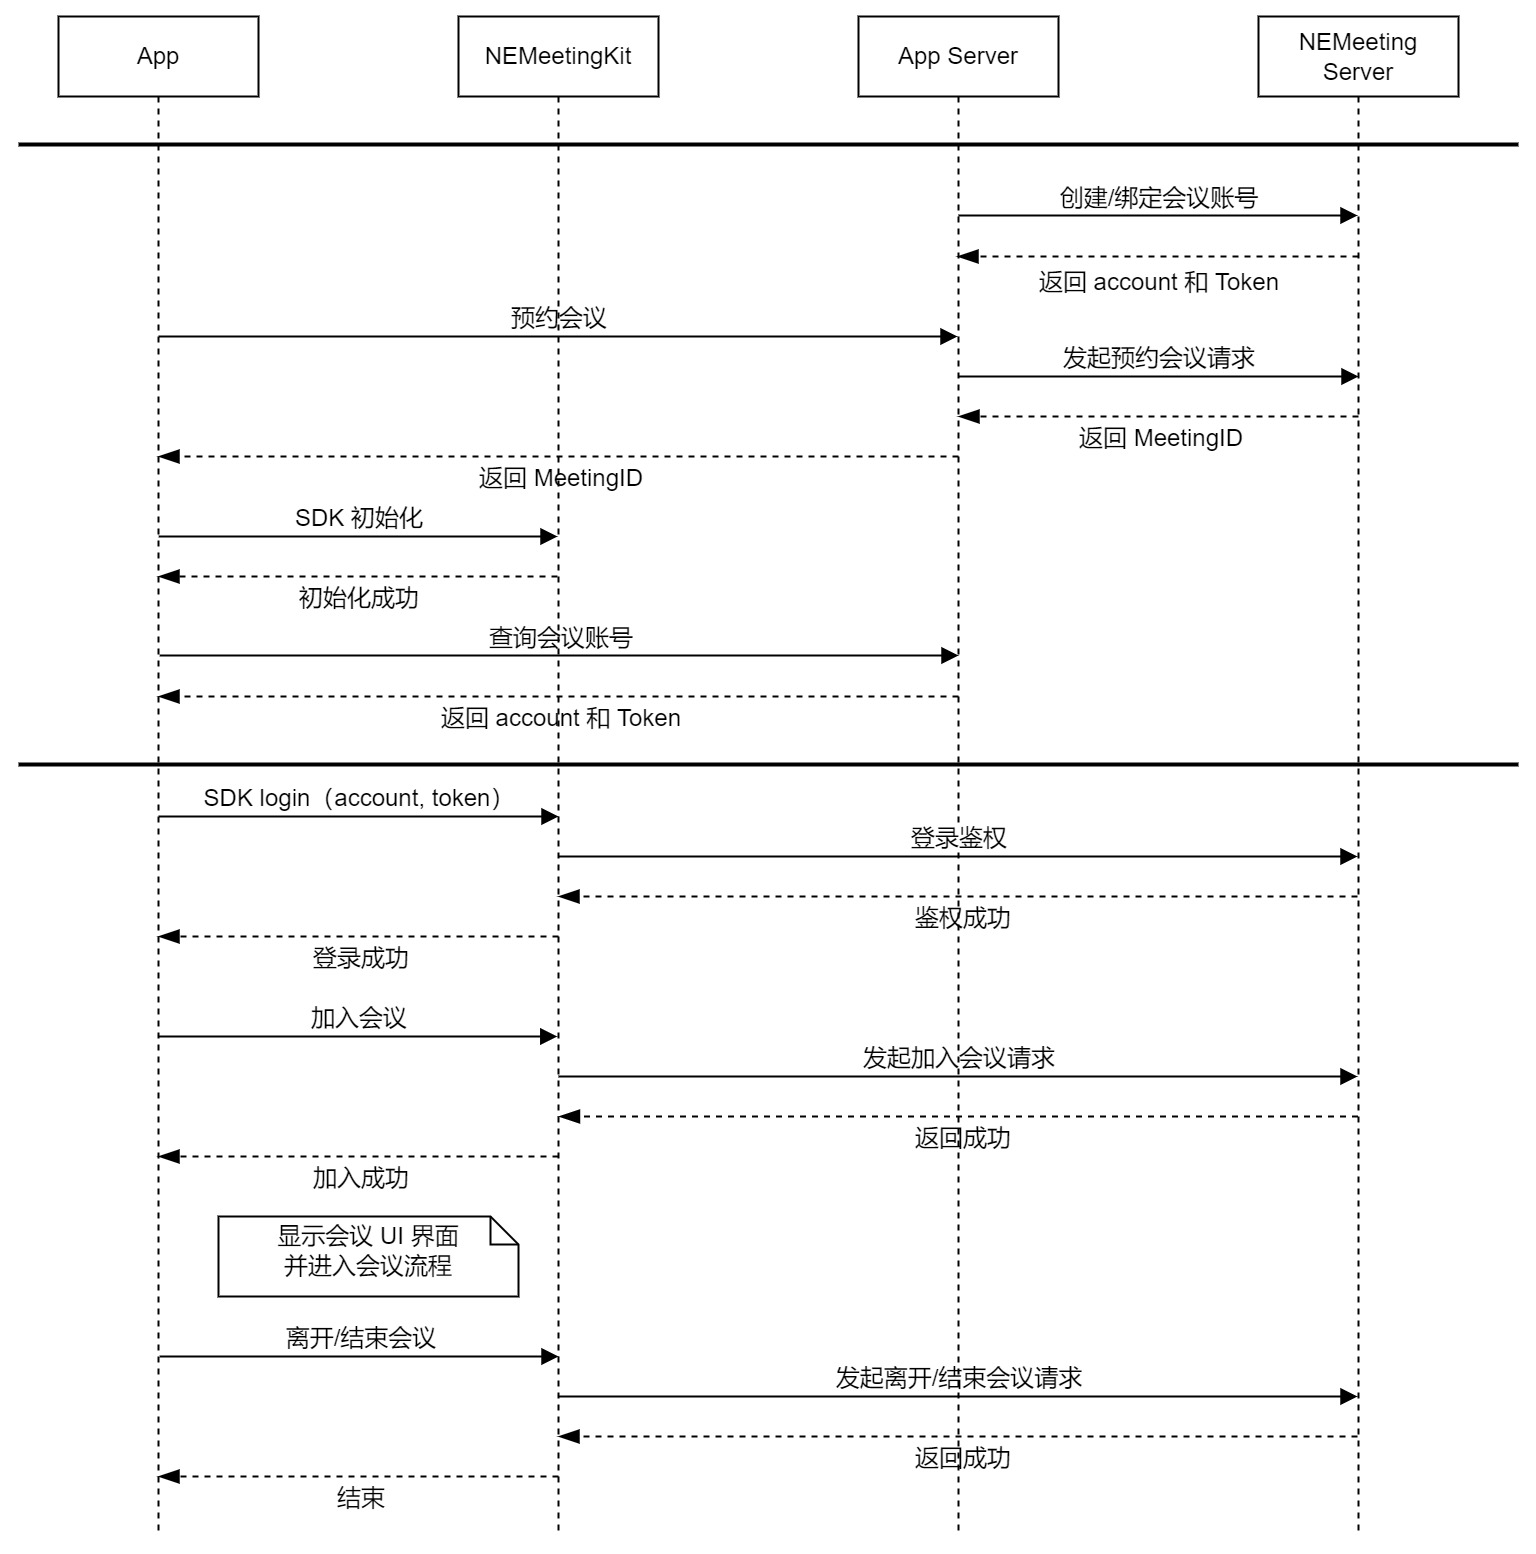 App
NEMeetingKit
App Server
NEMeeting
Server
创建/绑定会议账号
返回 account 和 Token
预约会议
发起预约会议请求
返回 MeetingID
返回 MeetingID
SDK 初始化
初始化成功
查询会议账号
返回 account 和 Token
SDK login（account, token）
登录鉴权
鉴权成功
登录成功
加入会议
发起加入会议请求
返回成功
加入成功
显示会议 UI 界面
并进入会议流程
离开/结束会议
发起离开/结束会议请求
返回成功
结束